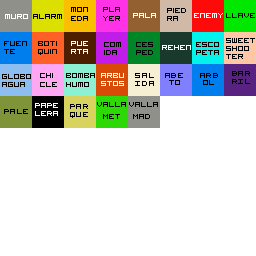 MURO
ALARM
MON
EDA
PLA
YER
PALA
PIED
RA
ENEMY
LLAVE
FUEN
TE
BOTI
QUIN
PUE
RTA
COM
IDA
CES
PED
REHEN
ESCO
PETA
SWEET
SHOO
TER
GLOBO
AGUA
CHI
CLE
BOMBA
HUMO
ARBU
STOS
SAL
IDA
ABE
TO
ARB
OL
BAR
RIL
PALE
PAPE
LERA
PAR
QUE
VALLA
MET
VALLA
MAD